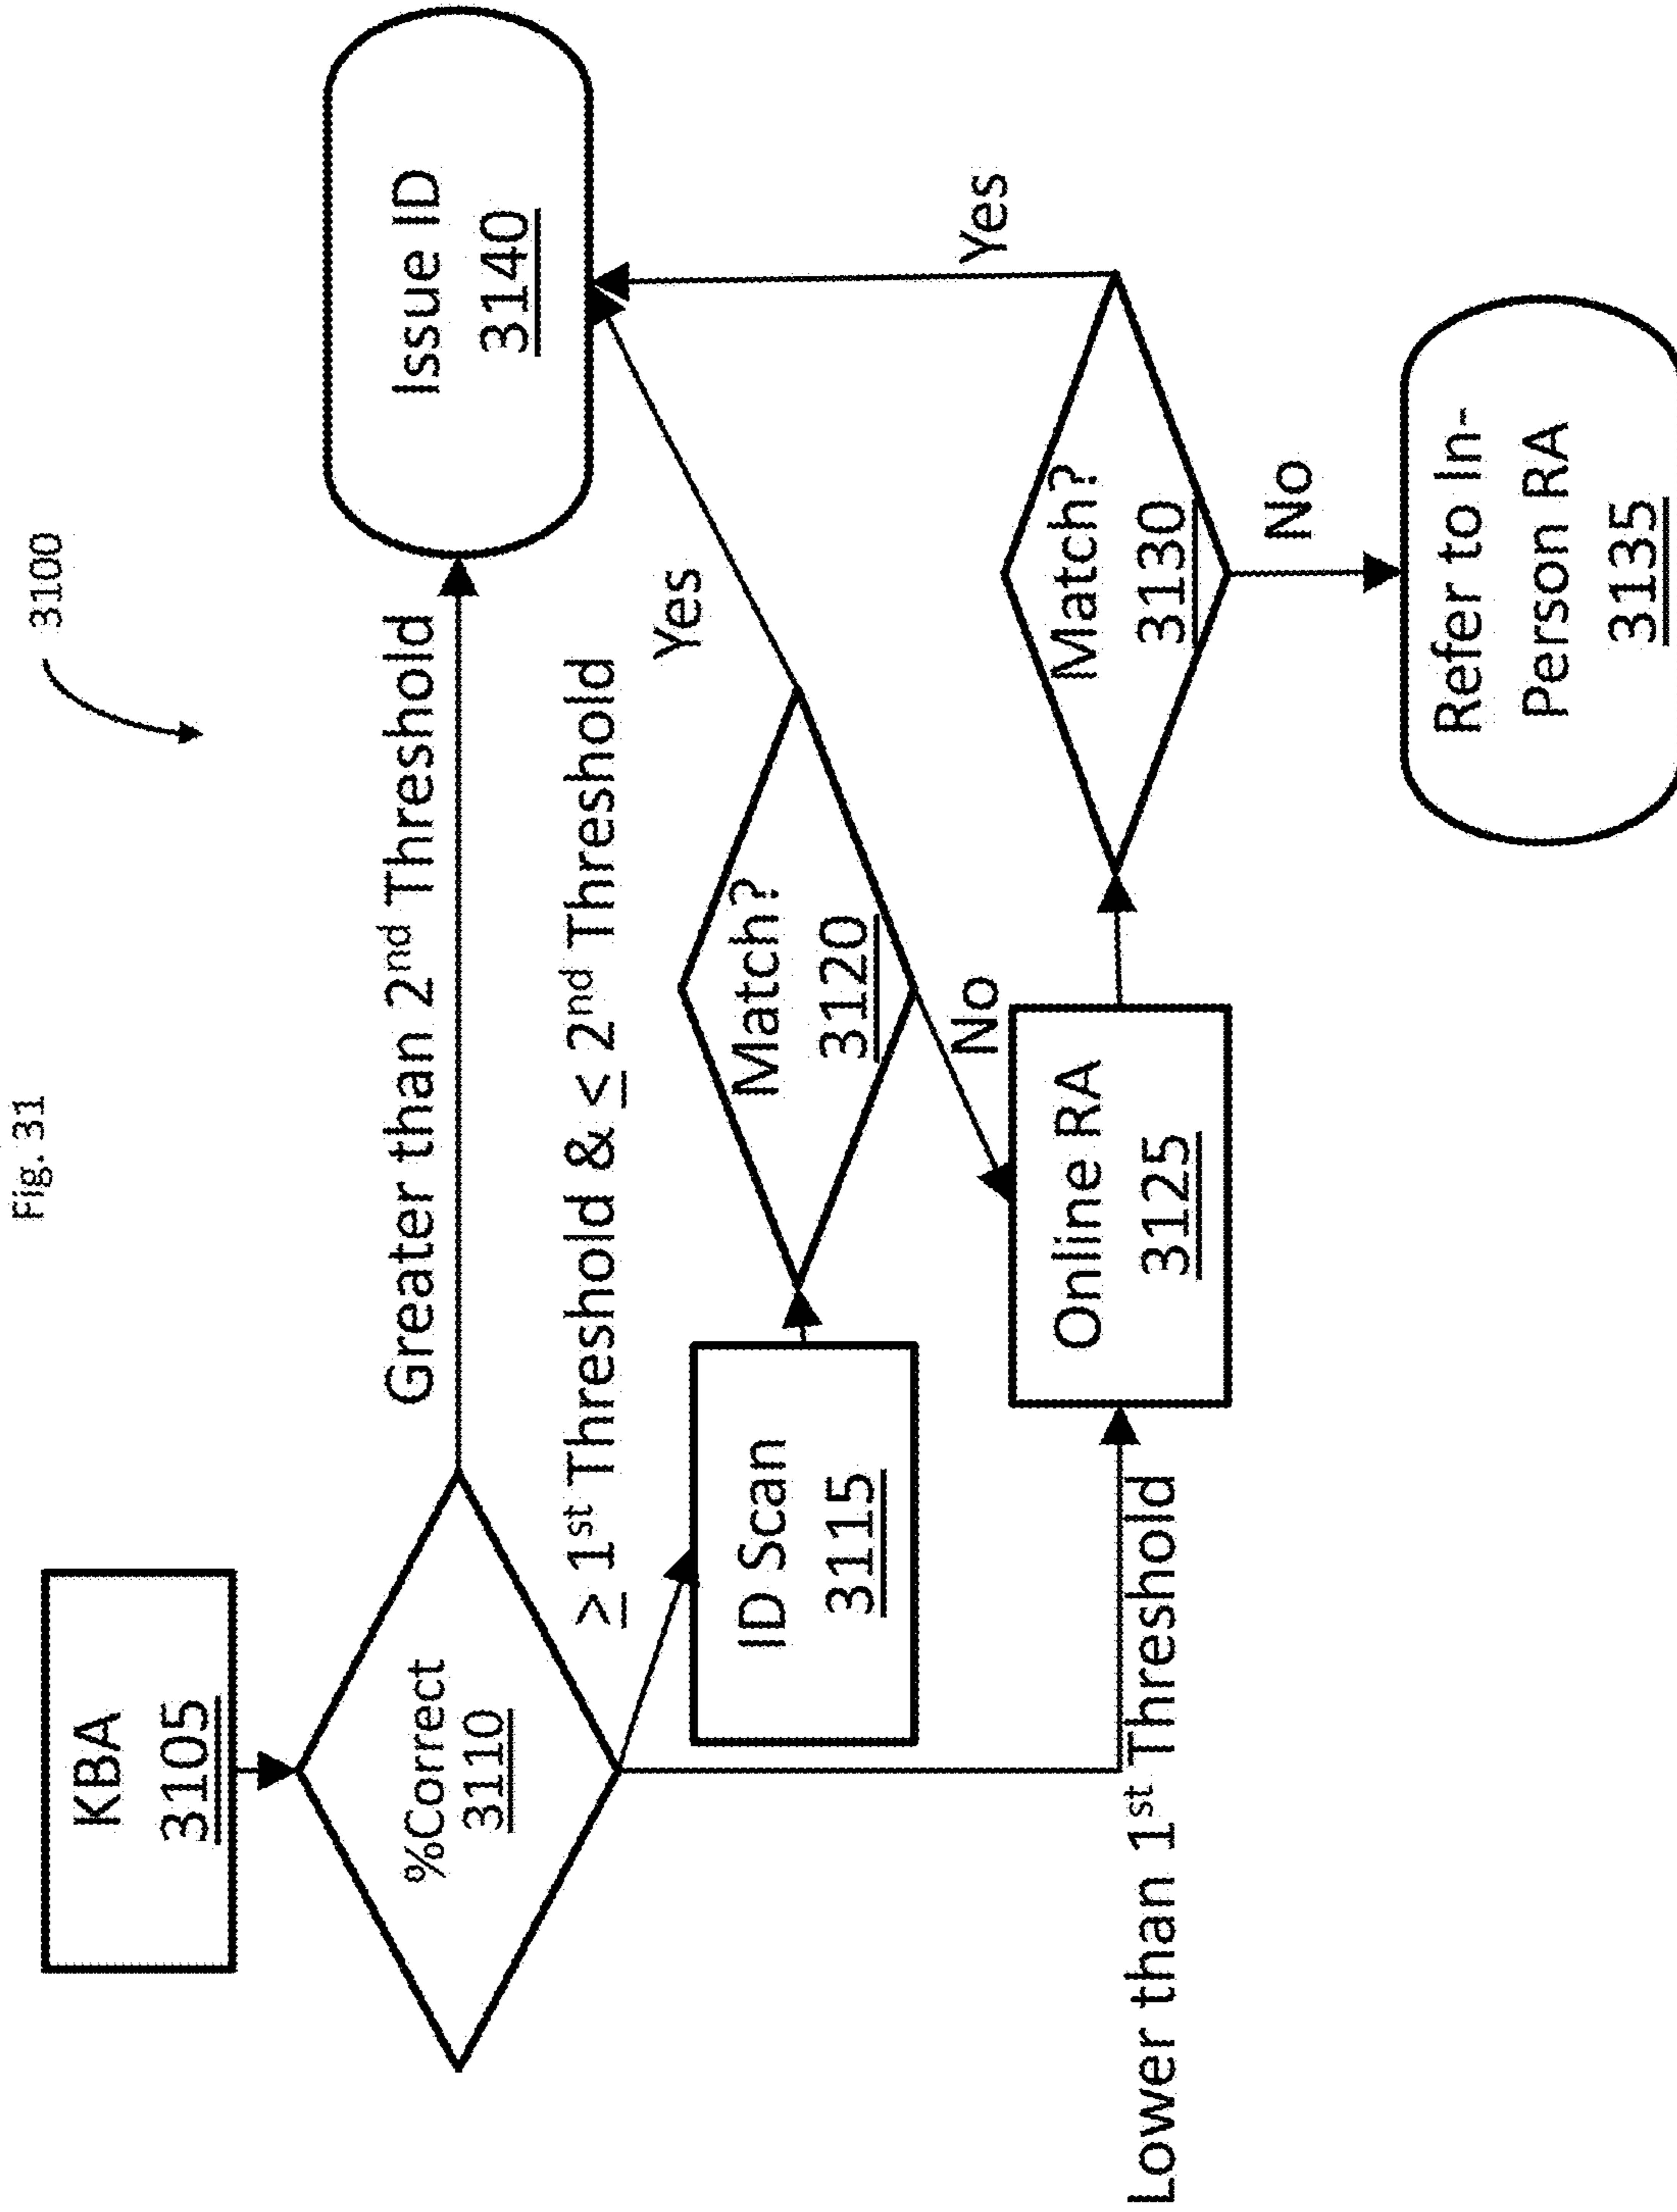 Fig. 31
3100
KBA
3105
%Correct
3110
Greater than 2nd Threshold
Issue ID
3140
≥ 1st Threshold & ≤ 2nd Threshold
ID Scan
3115
Match?
3120
Yes
No
Lower than 1st Threshold
Online RA
3125
Match?
3130
Yes
No
Refer to In-
Person RA
3135